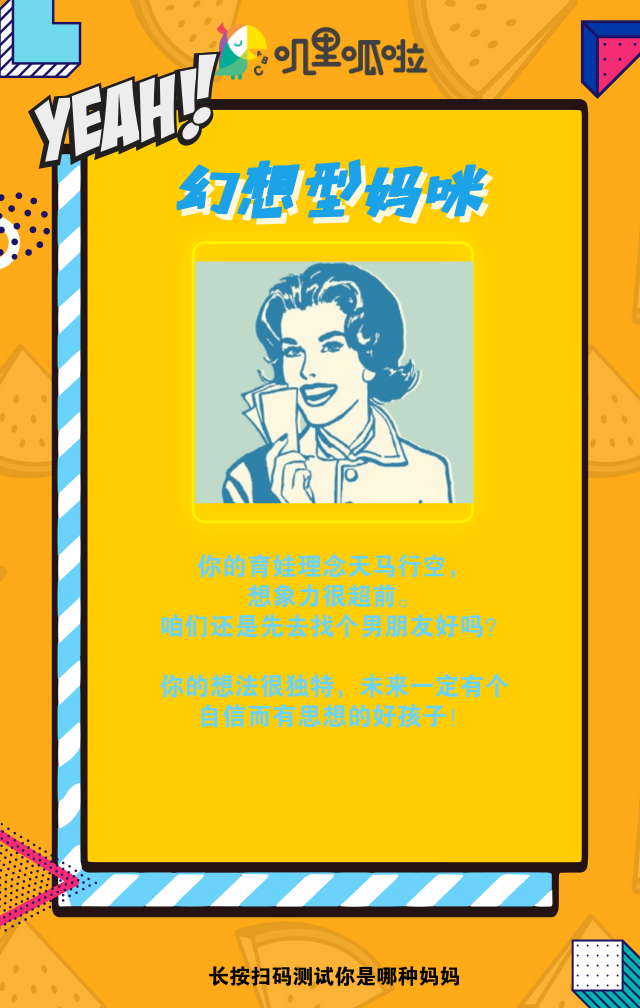 ABC 叽里呱啦
YEAH!!
幻想型妈咪
你的育娃理念天马行空，
想象力很超前。
咱们还是先去找个男朋友好吗？
你的想法很独特，未来一定有个
自信而有思想的好孩子！
长按扫码测试你是哪种妈妈